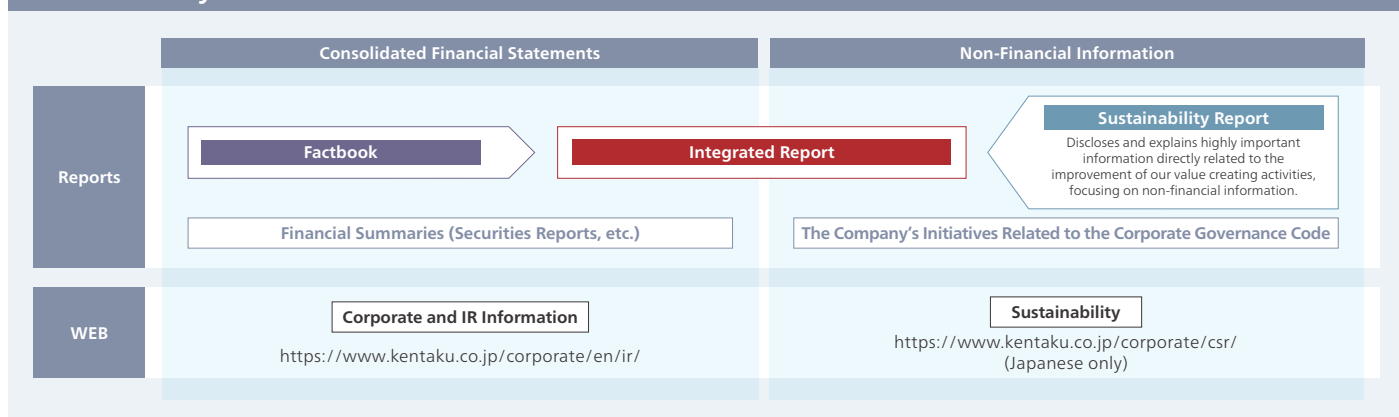 Consolidated Financial Statements
Non-Financial Information
Reports
Factbook
Integrated Report
Sustainability Report
Discloses and explains highly important
information directly related to the
improvement of our value creating activities,
focusing on non-financial information.
Financial Summaries (Securities Reports, etc.)
The Company’s Initiatives Related to the Corporate Governance Code
WEB
Corporate and IR Information
https://www.kentaku.co.jp/corporate/en/ir/
Sustainability
https://www.kentaku.co.jp/corporate/csr/
(Japanese only)